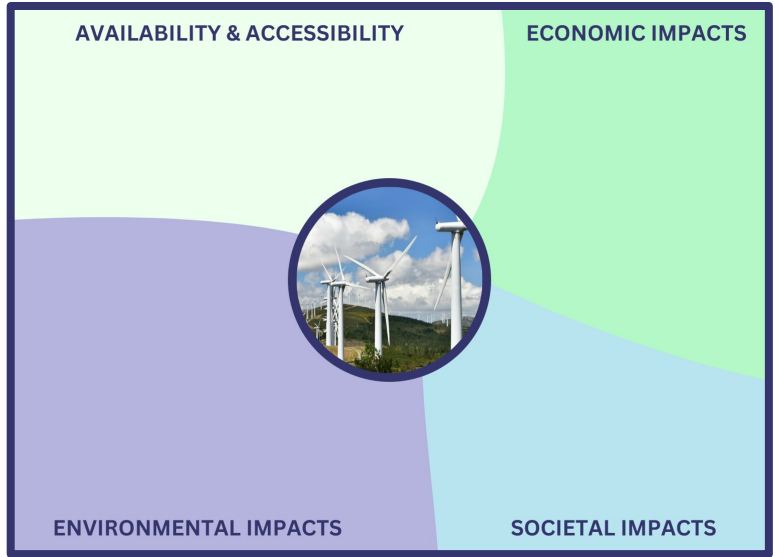 AVAILABILITY & ACCESSIBILITY
ECONOMIC IMPACTS
ENVIRONMENTAL IMPACTS
SOCIETAL IMPACTS